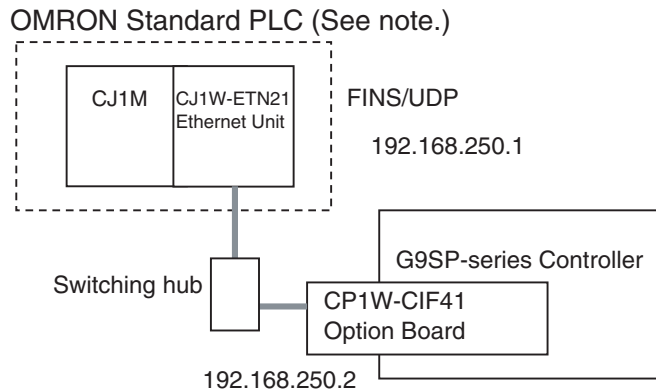 OMRON Standard PLC (See note.)
CJ1M
CJ1W-ETN21
Ethernet Unit
FINS/UDP
192.168.250.1
G9SP-series Controller
Switching hub
CP1W-CIF41
Option Board
192.168.250.2